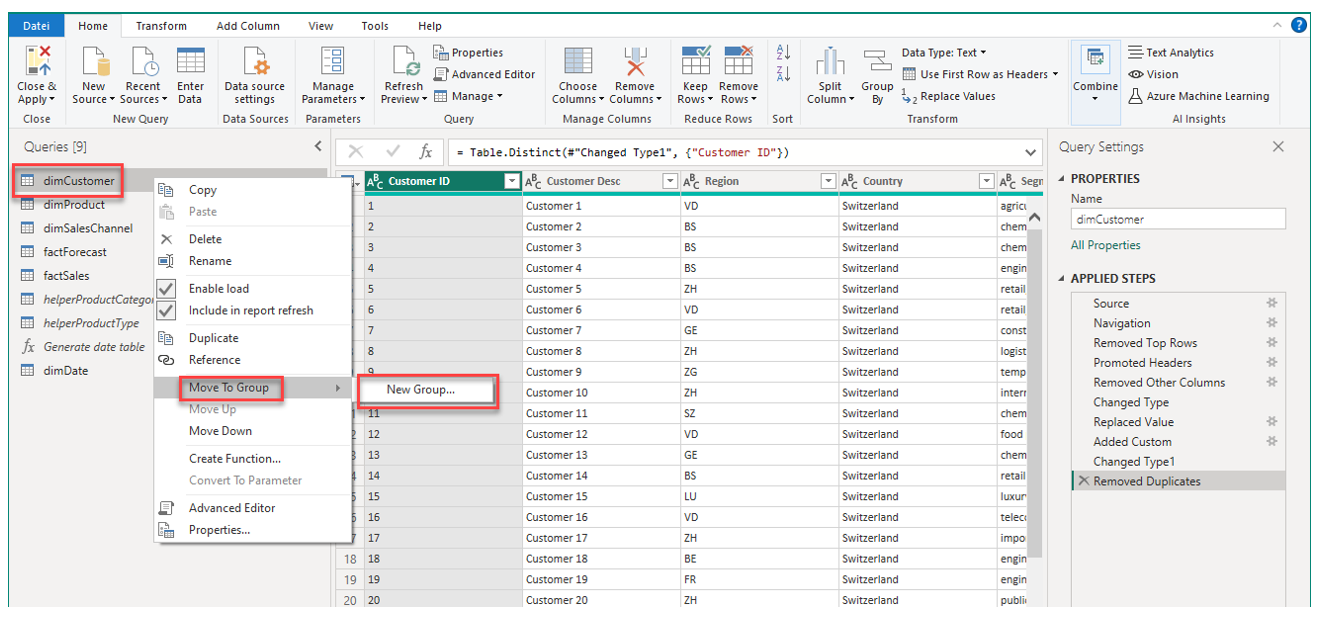 Datei Home Transform Add Column View Tools Help
Close & Apply
New Source
Recent Sources
Enter Data
Data source settings
Manage Parameters
Refresh Preview
Properties
Advanced Editor
Manage
Choose Columns
Remove Columns
Keep Rows
Remove Rows
Split Column
Group By
Data Type: Text
Use First Row as Headers
Replace Values
Combine
Text Analytics
Vision
Azure Machine Learning
Close New Query Data Sources Parameters Query Manage Columns Reduce Rows Sort Transform AI Insights
Queries [9]
dimCustomer
dimProduct
dimSalesChannel
factForecast
factSales
helperProductCategor
helperProductType
fx Generate date table
dimDate
Copy
Paste
Delete
Rename
Enable load
Include in report refresh
Duplicate
Reference
Move To Group
Move Up
Move Down
Create Function...
Convert To Parameter
Advanced Editor
Properties...
New Group...
fx = Table.Distinct(#"Changed Type1", {"Customer ID"})
ABC Customer ID ABC Customer Desc ABC Region ABC Country ABC Segn
1 Customer 1 VD Switzerland agricu
2 Customer 2 BS Switzerland chem
3 Customer 3 BS Switzerland chem
4 Customer 4 BS Switzerland engin
5 Customer 5 ZH Switzerland retail
6 Customer 6 VD Switzerland retail
7 Customer 7 GE Switzerland const
8 Customer 8 ZH Switzerland logist
9 Customer 9 ZG Switzerland temp
Customer 10 ZH Switzerland intern
11 Customer 11 SZ Switzerland chem
12 Customer 12 VD Switzerland food
13 Customer 13 GE Switzerland chem
14 Customer 14 BS Switzerland retail
15 Customer 15 LU Switzerland luxur
16 Customer 16 VD Switzerland teleco
17 Customer 17 ZH Switzerland impo
18 18 Customer 18 BE Switzerland engin
19 19 Customer 19 FR Switzerland engin
20 20 Customer 20 ZH Switzerland public
Query Settings
PROPERTIES
Name
dimCustomer
All Properties
APPLIED STEPS
Source
Navigation
Removed Top Rows
Promoted Headers
Removed Other Columns
Changed Type
Replaced Value
Added Custom
Changed Type1
Removed Duplicates